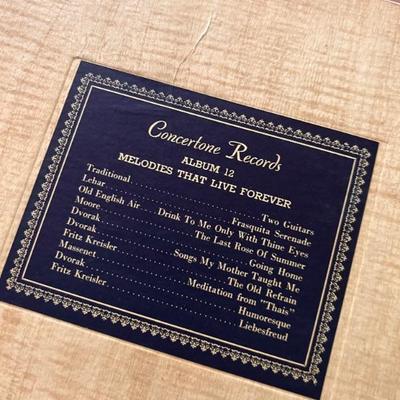 Concertone Records
ALBUM 12
MELODIES THAT LIVE FOREVER
Traditional........Two Guitars
Lehar........Frasquita Serenade
Old English Air....Drink To Me Only With Thine Eyes
Moore........The Last Rose Of Summer
Dvorak........Going Home
Dvorak........Songs My Mother Taught Me
Fritz Kreisler........The Old Refrain
Massenet........Meditation from "Thais"
Dvorak........Humoresque
Fritz Kreisler........Liebesfreud